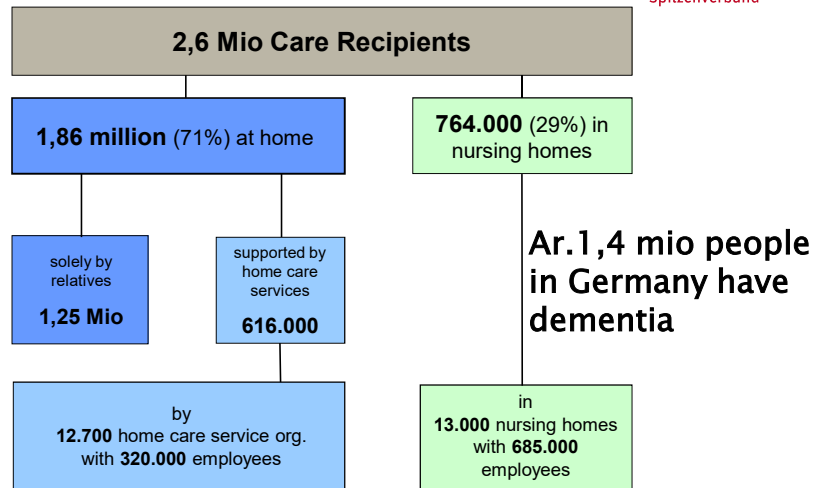 Spitzenverband
2,6 Mio Care Recipients
1,86 million (71%) at home
764.000 (29%) in
nursing homes
solely by
relatives
1,25 Mio
supported by
home care
services
616.000
Ar.1,4 mio people
in Germany have
dementia
by
12.700 home care service org.
with 320.000 employees
in
13.000 nursing homes
with 685.000
employees